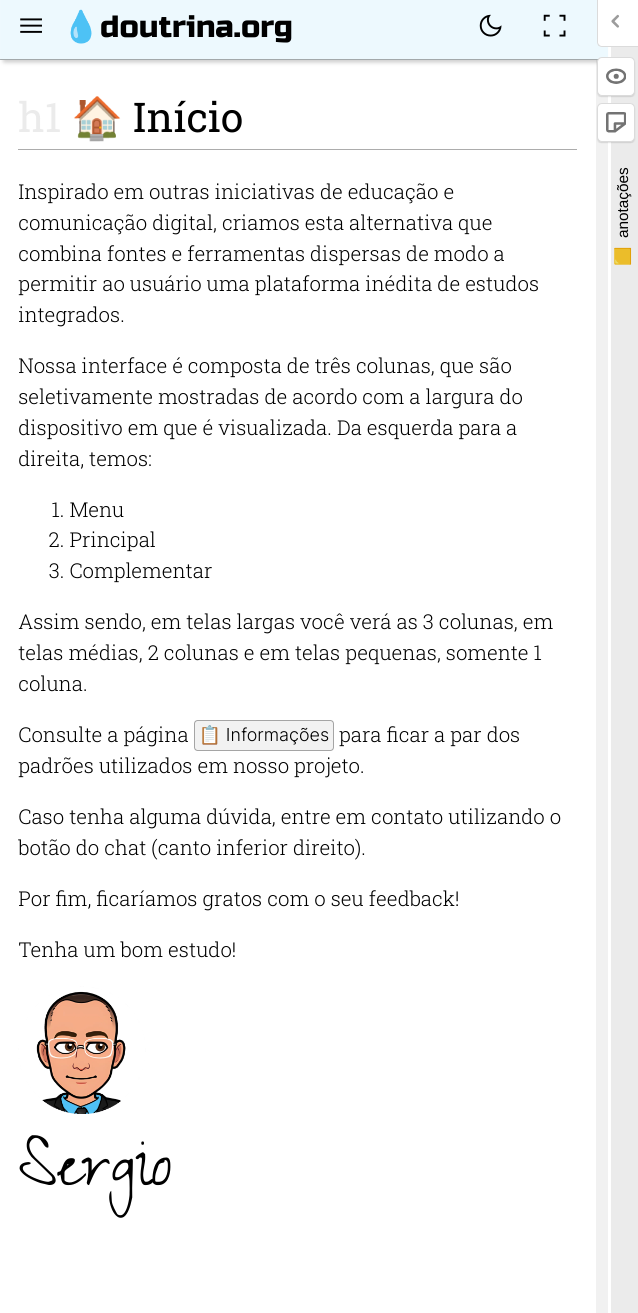 doutrina.org
h1 Início
anotações
Inspirado em outras iniciativas de educação e
comunicação digital, criamos esta alternativa que
combina fontes e ferramentas dispersas de modo a
permitir ao usuário uma plataforma inédita de estudos
integrados.
Nossa interface é composta de três colunas, que são
seletivamente mostradas de acordo com a largura do
dispositivo em que é visualizada. Da esquerda para a
direita, temos:
1. Menu
2. Principal
3. Complementar
Assim sendo, em telas largas você verá as 3 colunas, em
telas médias, 2 colunas e em telas pequenas, somente 1
coluna.
Consulte a página Informações para ficar a par dos
padrões utilizados em nosso projeto.
Caso tenha alguma dúvida, entre em contato utilizando o
botão do chat (canto inferior direito).
Por fim, ficaríamos gratos com o seu feedback!
Tenha um bom estudo!
Sergio